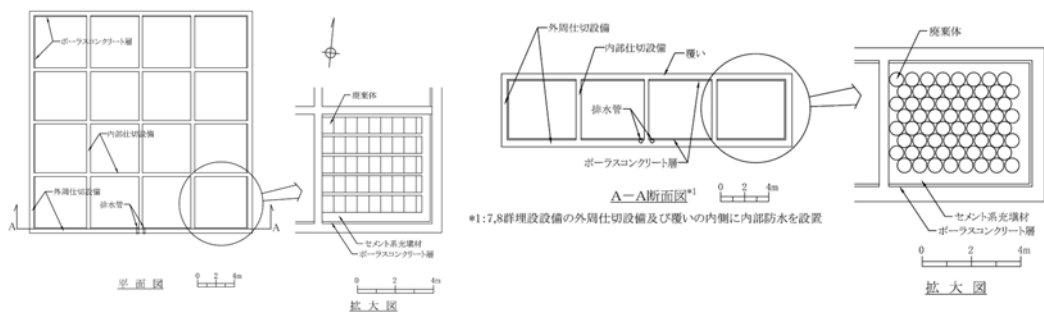 ポーラスコンクリート層
内部仕切設備
外周仕切設備
排水管
A
A
平面図
0 2 4m
廃棄体
セメント系充填材
ポーラスコンクリート層
0 2 4m
拡大図
外周仕切設備
内部仕切設備
覆い
排水管
ポーラスコンクリート層
A－A断面図*1
0 2 4m
*1:7,8群埋設設備の外周仕切設備及び覆いの内側に内部防水を設置
廃棄体
セメント系充填材
ポーラスコンクリート層
0 2 4m
拡大図